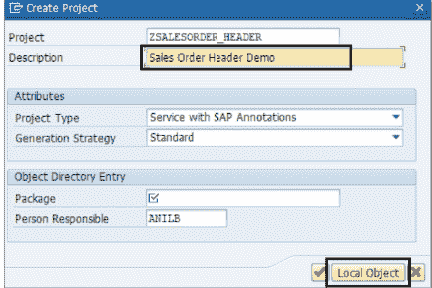 Create Project
Project ZSALESORDER_HEADER
Description Sales Order Header Demo
Attributes
Project Type Service with SAP Annotations
Generation Strategy Standard
Object Directory Entry
Package
Person Responsible ANILB
Local Object